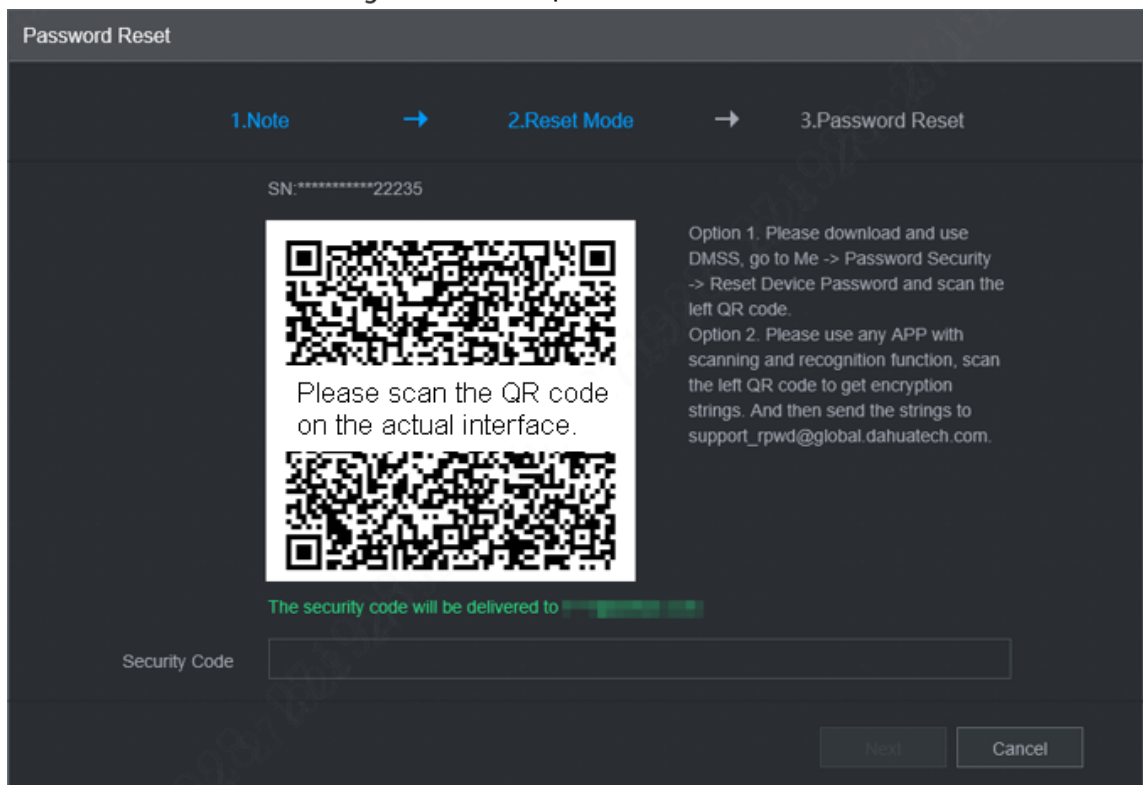 Password Reset
1.Note → 2.Reset Mode → 3.Password Reset
SN:***********22235
Option 1. Please download and use
DMSS, go to Me -> Password Security
-> Reset Device Password and scan the
left QR code.
Option 2. Please use any APP with
scanning and recognition function, scan
the left QR code to get encryption
strings. And then send the strings to
support_rpwd@global.dahuatech.com.
Please scan the QR code
on the actual interface.
The security code will be delivered to
Security Code
Next
Cancel